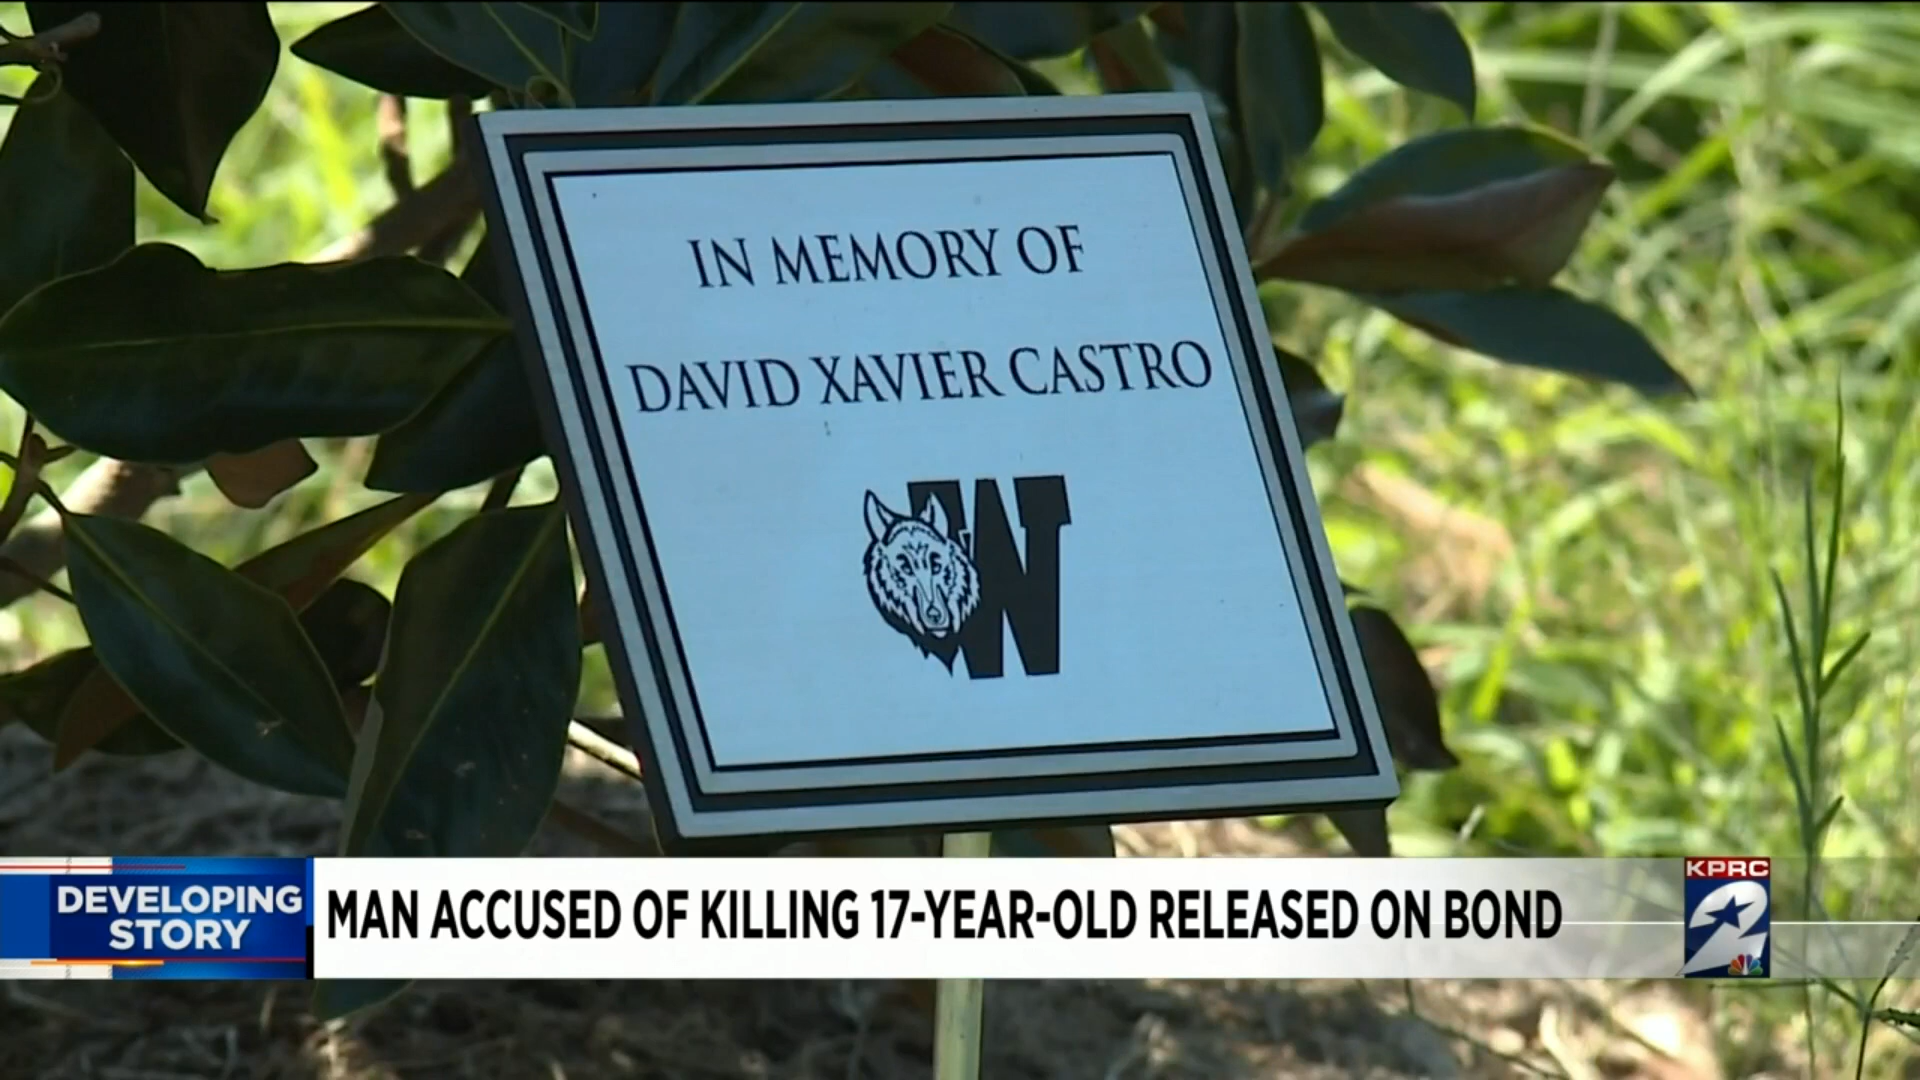 IN MEMORY OF
DAVID XAVIER CASTRO
W
DEVELOPING
STORY
MAN ACCUSED OF KILLING 17-YEAR-OLD RELEASED ON BOND
KPRC
2